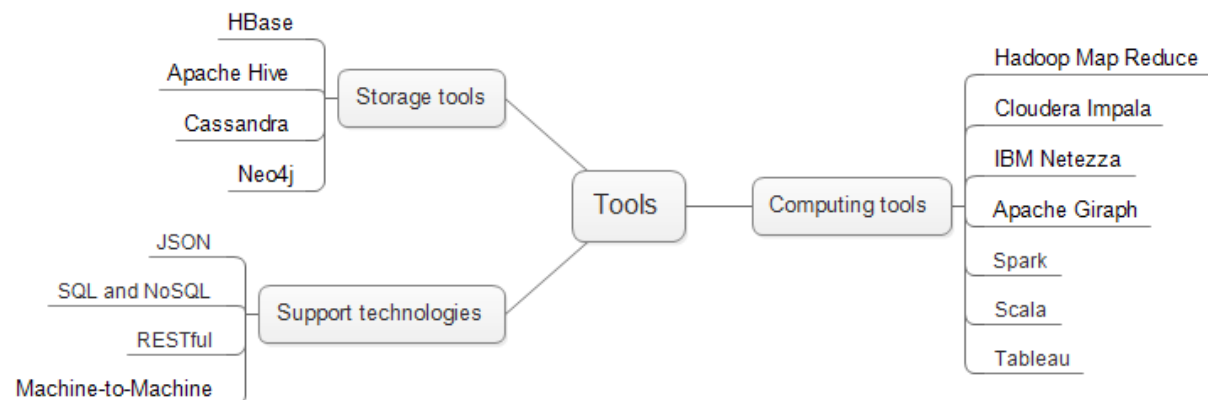 HBase
Apache Hive
Storage tools
Cassandra
Neo4j
JSON
SQL and NoSQL
Support technologies
RESTful
Machine-to-Machine
Tools
Computing tools
Hadoop Map Reduce
Cloudera Impala
IBM Netezza
Apache Giraph
Spark
Scala
Tableau